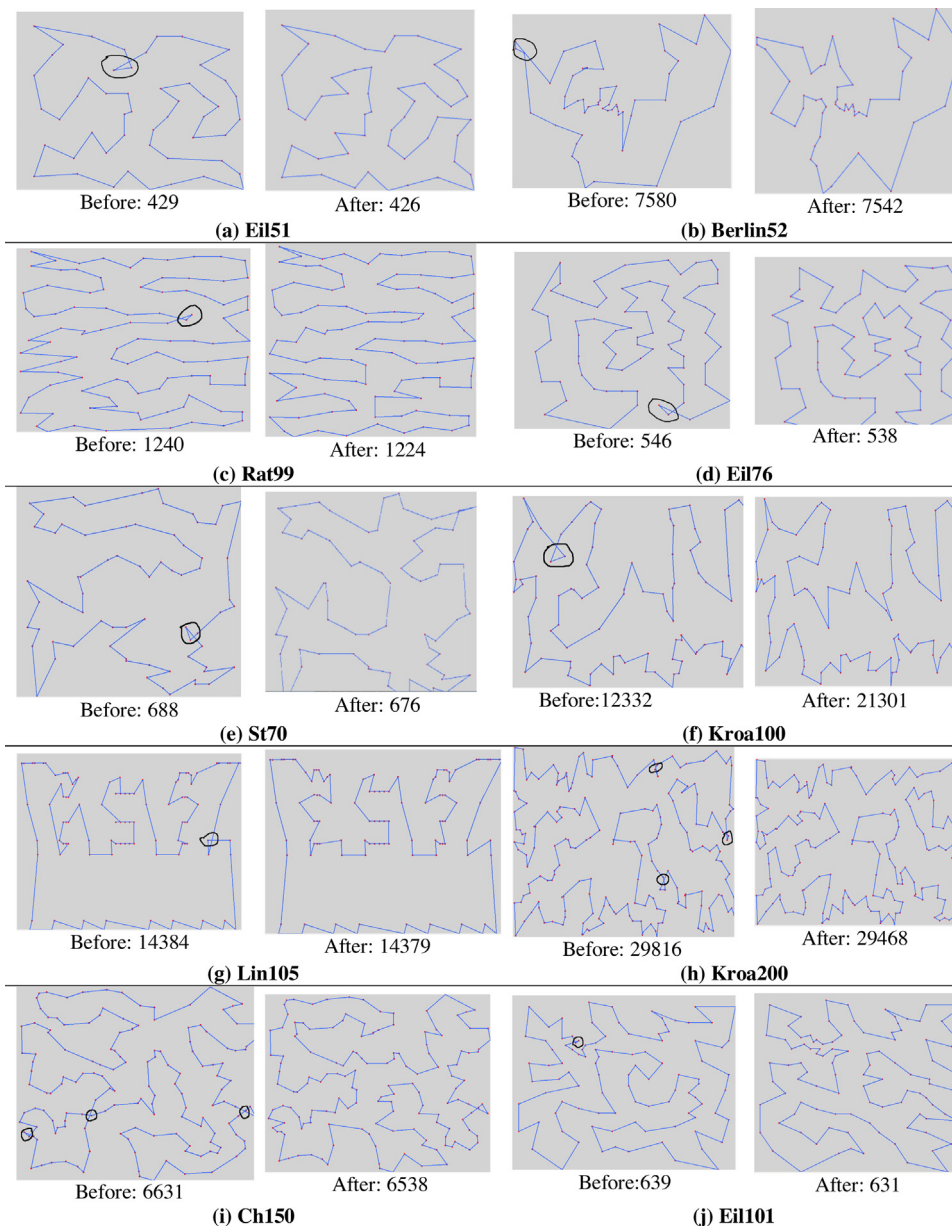 Before: 429 After: 426
(a) Eil51
Before: 7580 After: 7542
(b) Berlin52
Before: 1240 After: 1224
(c) Rat99
Before: 546 After: 538
(d) Eil76
Before: 688 After: 676
(e) St70
Before:12332 After: 21301
(f) Kroa100
Before: 14384 After: 14379
(g) Lin105
Before: 29816 After: 29468
(h) Kroa200
Before: 6631 After: 6538
(i) Ch150
Before:639 After: 631
(j) Eil101